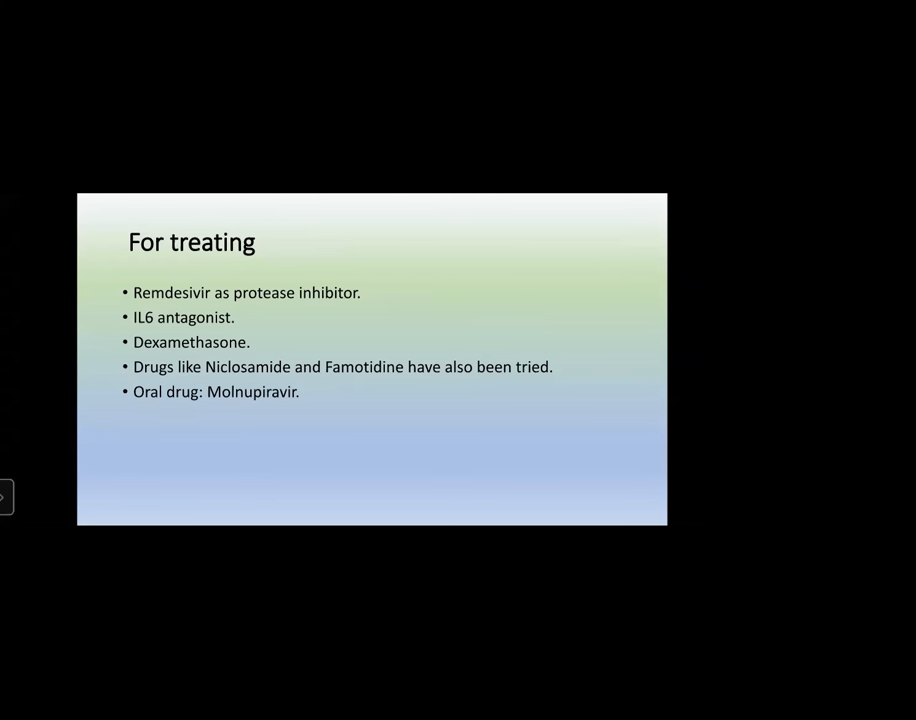 For treating
• Remdesivir as protease inhibitor.
• IL6 antagonist.
• Dexamethasone.
• Drugs like Niclosamide and Famotidine have also been tried.
• Oral drug: Molnupiravir.